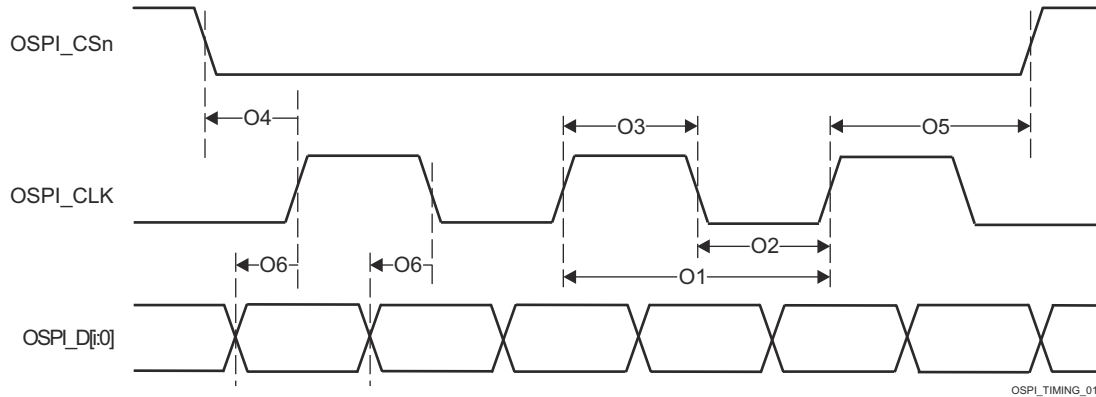 OSPI_CSn
O4
O3
O5
OSPI_CLK
O2
O6
O6
O1
OSPI_D[i:0]
OSPI_TIMING_01